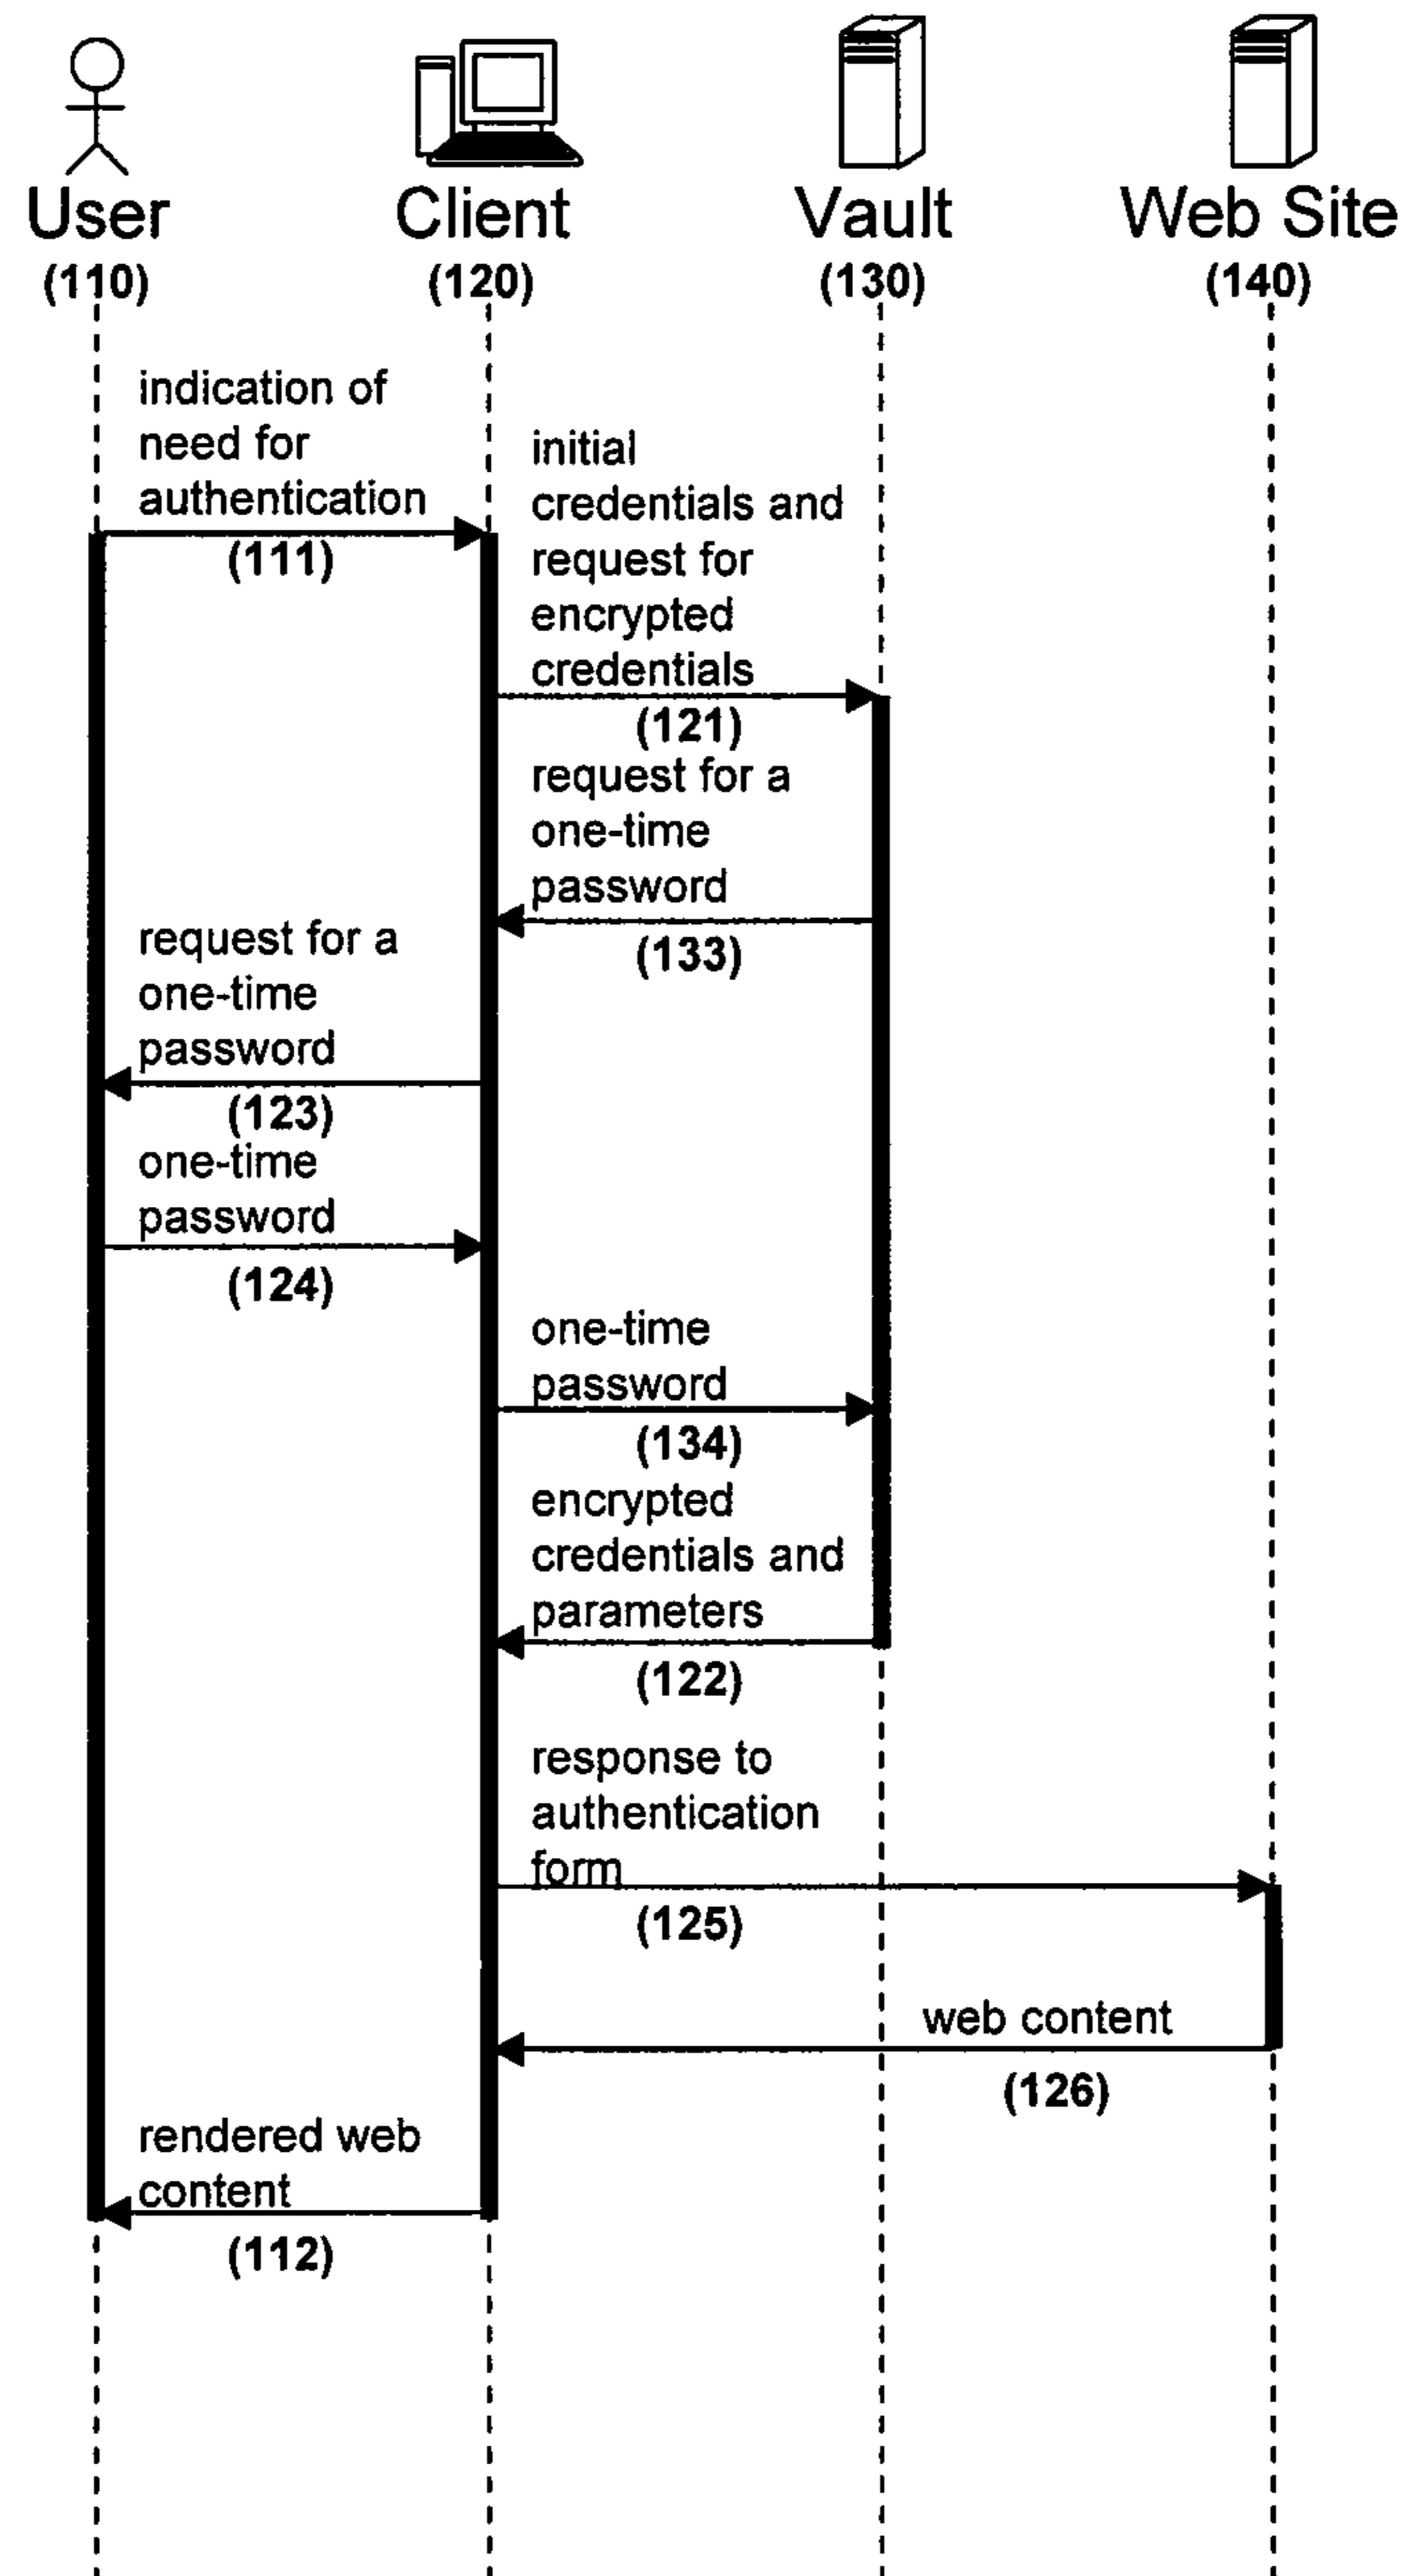 User
(110)
Client
(120)
Vault
(130)
Web Site
(140)
indication of
need for
authentication
(111)
initial
credentials and
request for
encrypted
credentials
(121)
request for a
one-time
password
(133)
request for a
one-time
password
(123)
one-time
password
(124)
one-time
password
(134)
encrypted
credentials and
parameters
(122)
response to
authentication
form
(125)
web content
(126)
rendered web
content
(112)